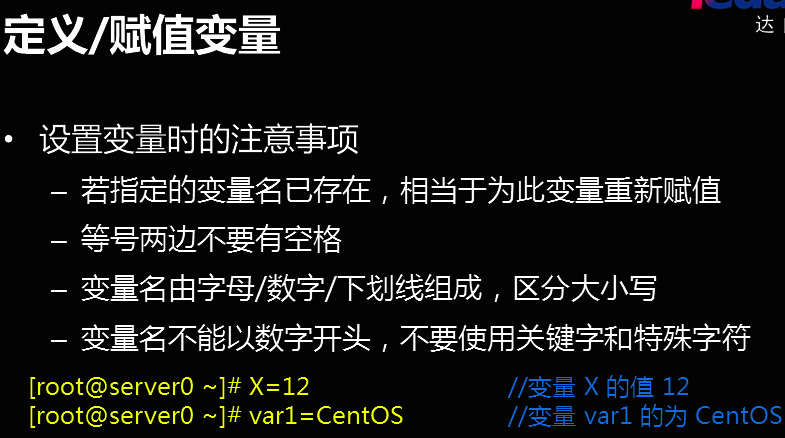 达
定义/赋值变量
• 设置变量时的注意事项
– 若指定的变量名已存在，相当于为此变量重新赋值
– 等号两边不要有空格
– 变量名由字母/数字/下划线组成，区分大小写
– 变量名不能以数字开头，不要使用关键字和特殊字符
[root@server0 ~]# X=12 //变量 X 的值 12
[root@server0 ~]# var1=CentOS //变量 var1 的为 CentOS